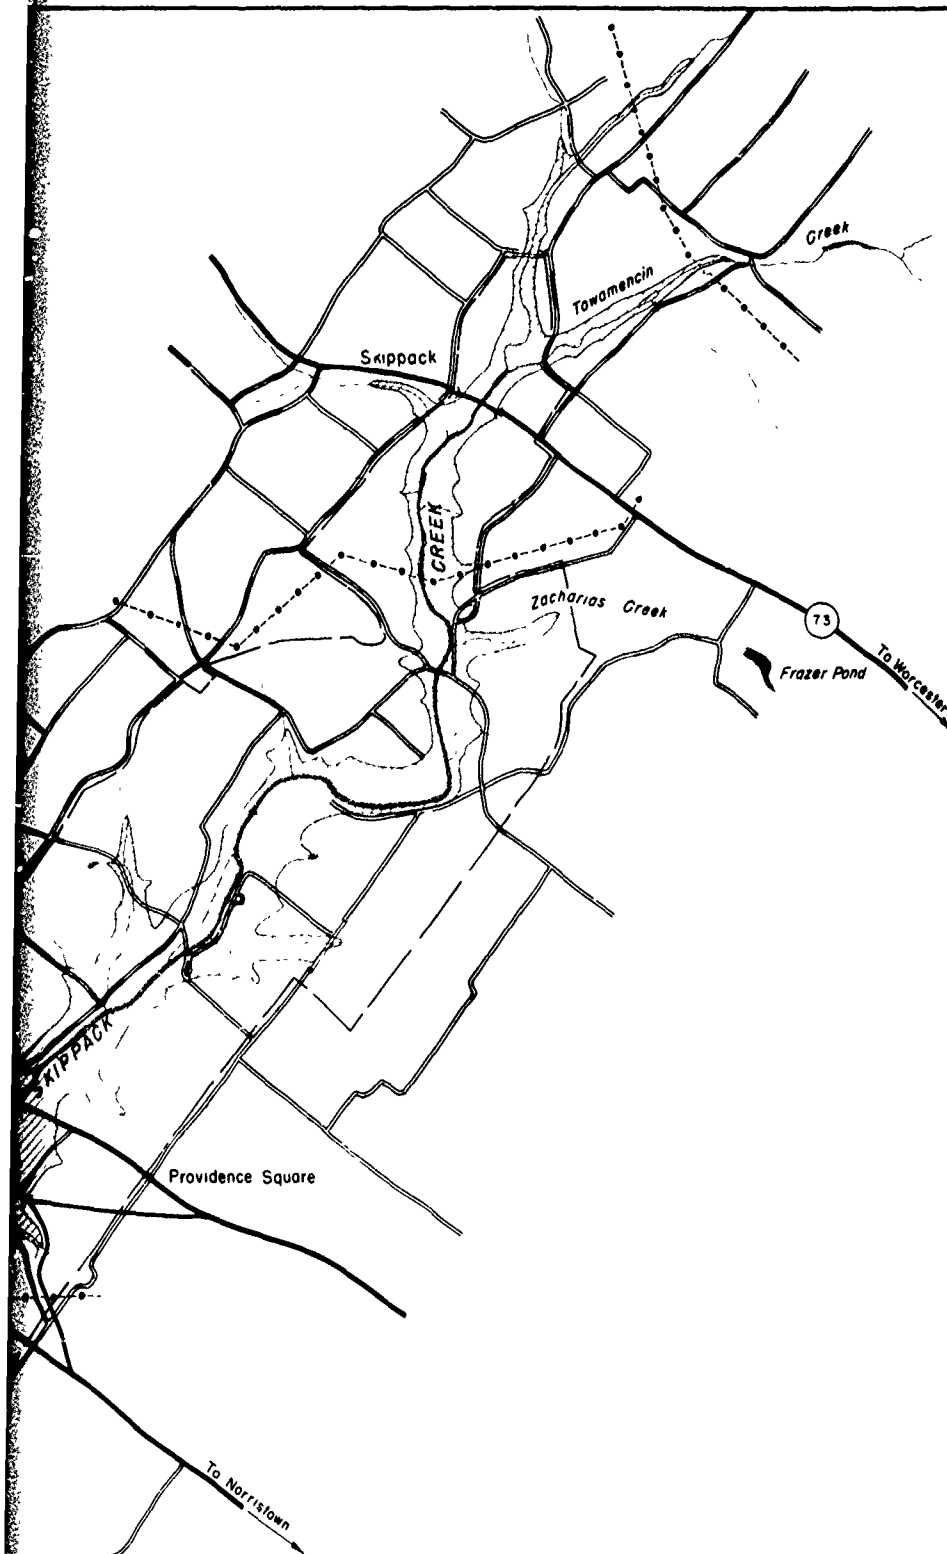 Creek
Towamencin
Skippack
CREEK
Zacharias Creek
73
To Worcester
Frazer Pond
SKIPPACK
Providence Square
To Norristown